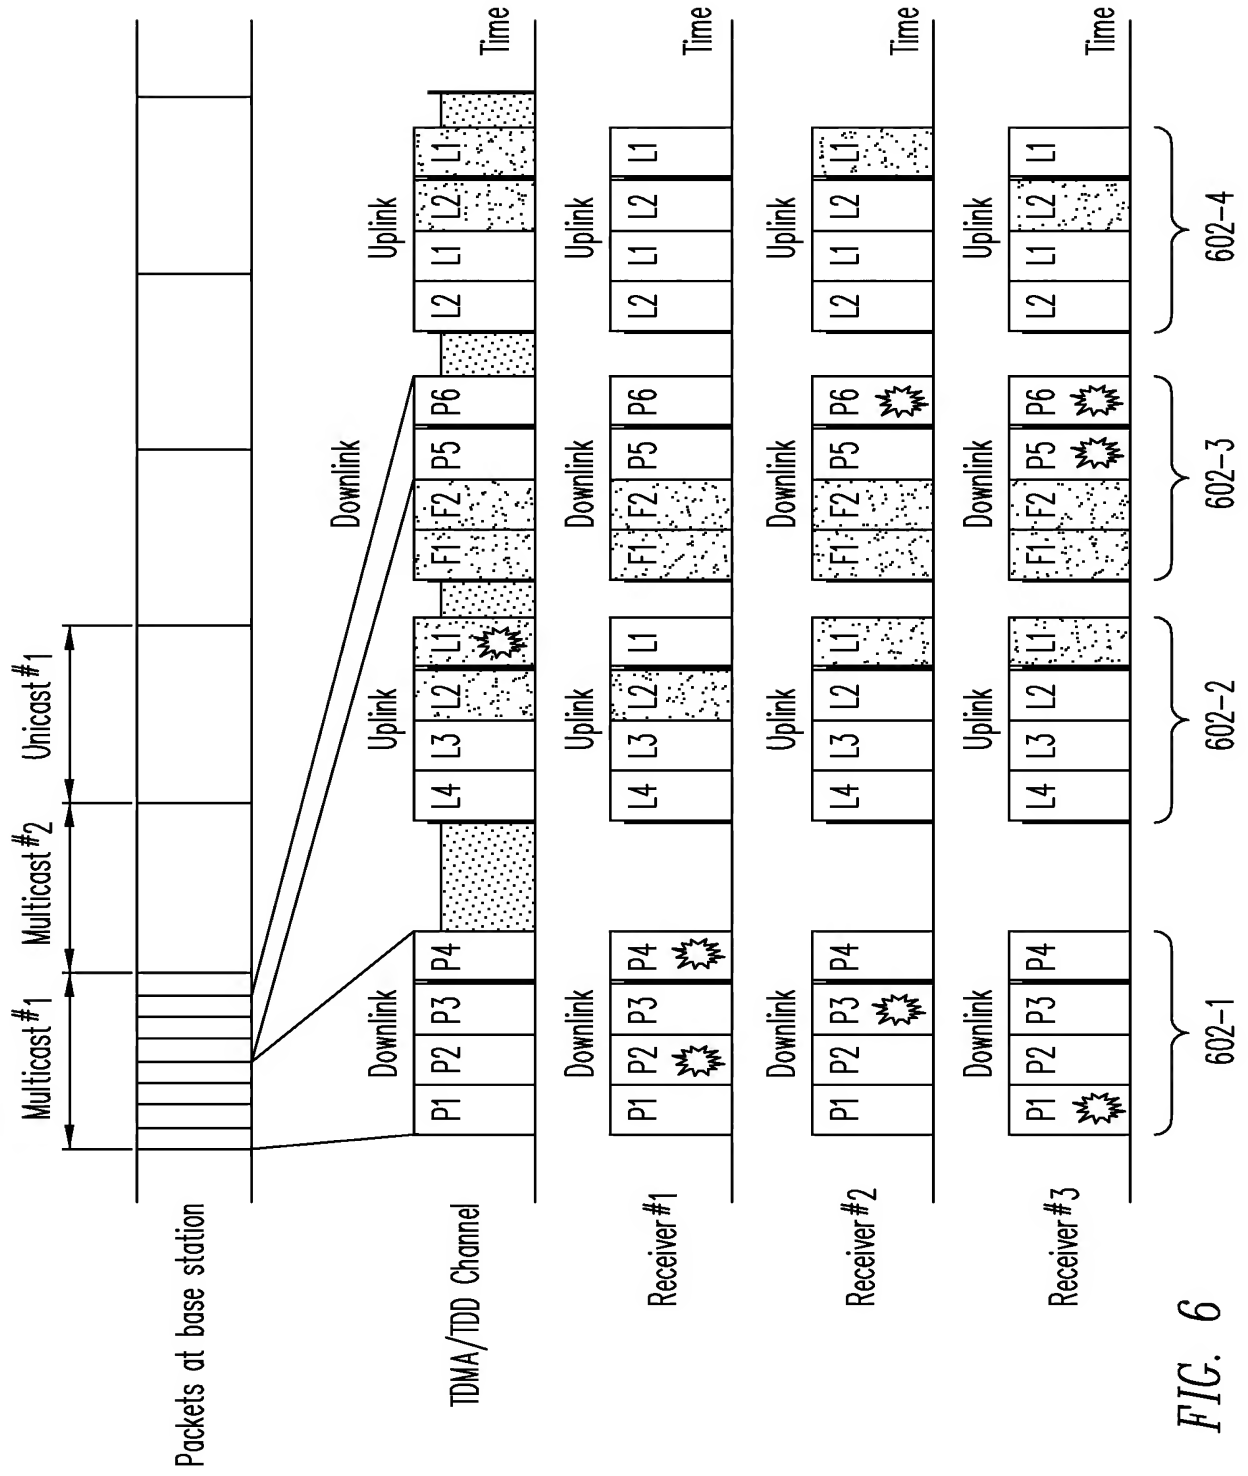 Multicast #1 Multicast #2 Unicast #1
Packets at base station
Downlink Uplink Downlink Uplink
TDMA/TDD Channel P1 P2 P3 P4 L4 L3 L2 L1 F1 F2 P5 P6 L2 L1 L2 L1 Time
Downlink Uplink Downlink Uplink
Receiver #1 P1 P2 P3 P4 L4 L3 L2 L1 F1 F2 P5 P6 L2 L1 L2 L1 Time
Downlink Uplink Downlink Uplink
Receiver #2 P1 P2 P3 P4 L4 L3 L2 L1 F1 F2 P5 P6 L2 L1 L2 L1 Time
Downlink Uplink Downlink Uplink
Receiver #3 P1 P2 P3 P4 L4 L3 L2 L1 F1 F2 P5 P6 L2 L1 L2 L1 Time
602-1 602-2 602-3 602-4
FIG. 6